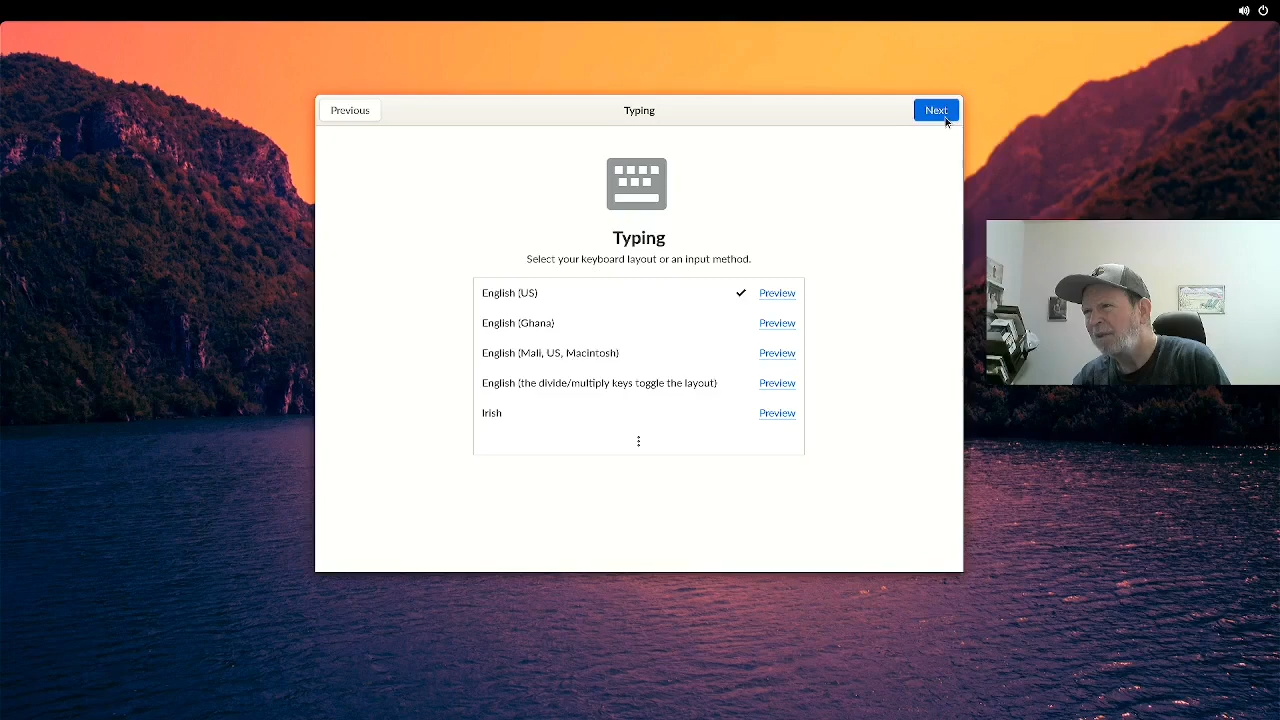 Previous
Typing
Next
Typing
Select your keyboard layout or an input method.
English (US)
Preview
English (Ghana)
Preview
English (Mali, US, Macintosh)
Preview
English (the divide/multiply keys toggle the layout)
Preview
Irish
Preview